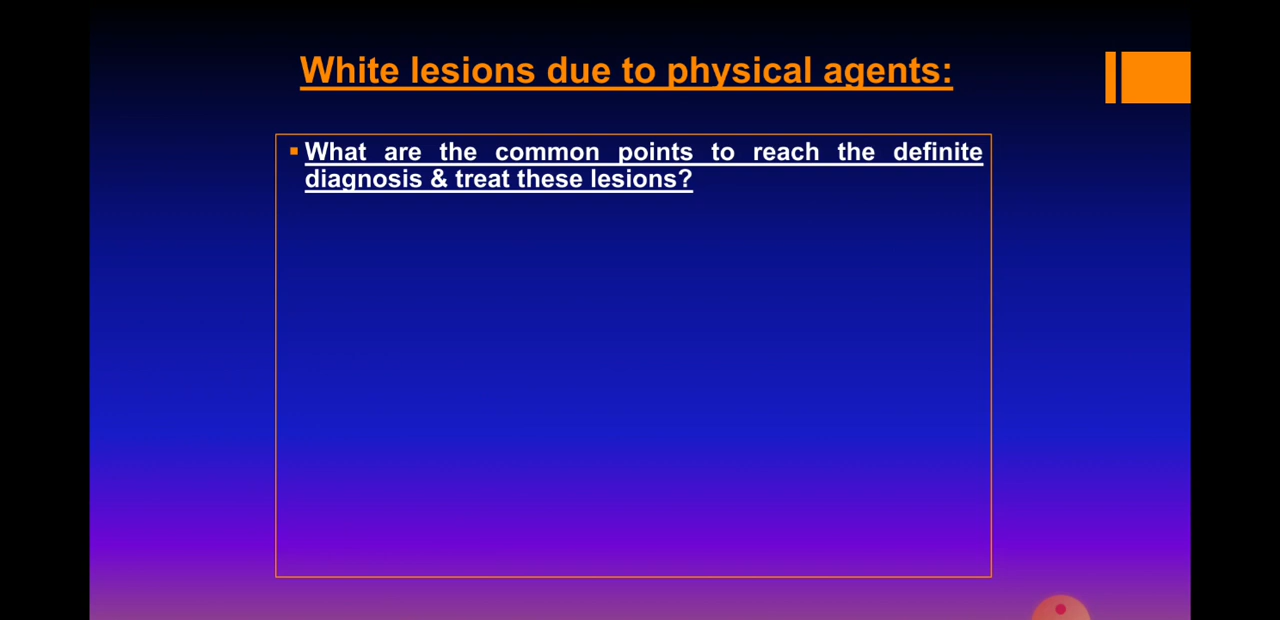 White lesions due to physical agents:
▪ What are the common points to reach the definite
diagnosis & treat these lesions?